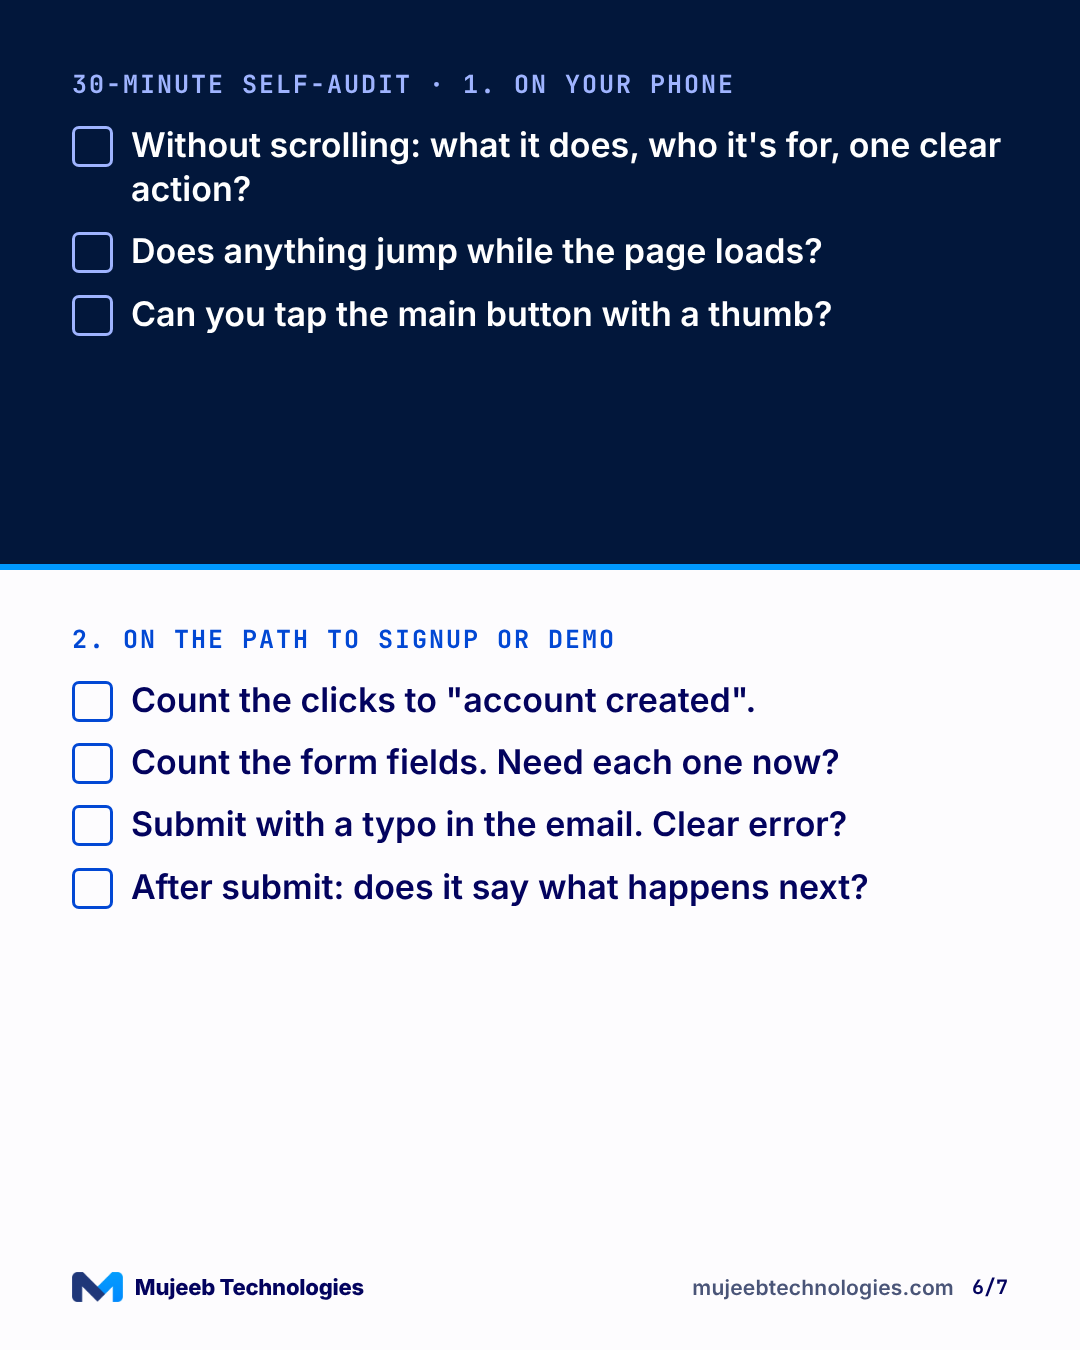 30-MINUTE SELF-AUDIT · 1. ON YOUR PHONE
Without scrolling: what it does, who it's for, one clear
action?
Does anything jump while the page loads?
Can you tap the main button with a thumb?
2. ON THE PATH TO SIGNUP OR DEMO
Count the clicks to "account created".
Count the form fields. Need each one now?
Submit with a typo in the email. Clear error?
After submit: does it say what happens next?
Mujeeb Technologies
mujeebtechnologies.com 6/7